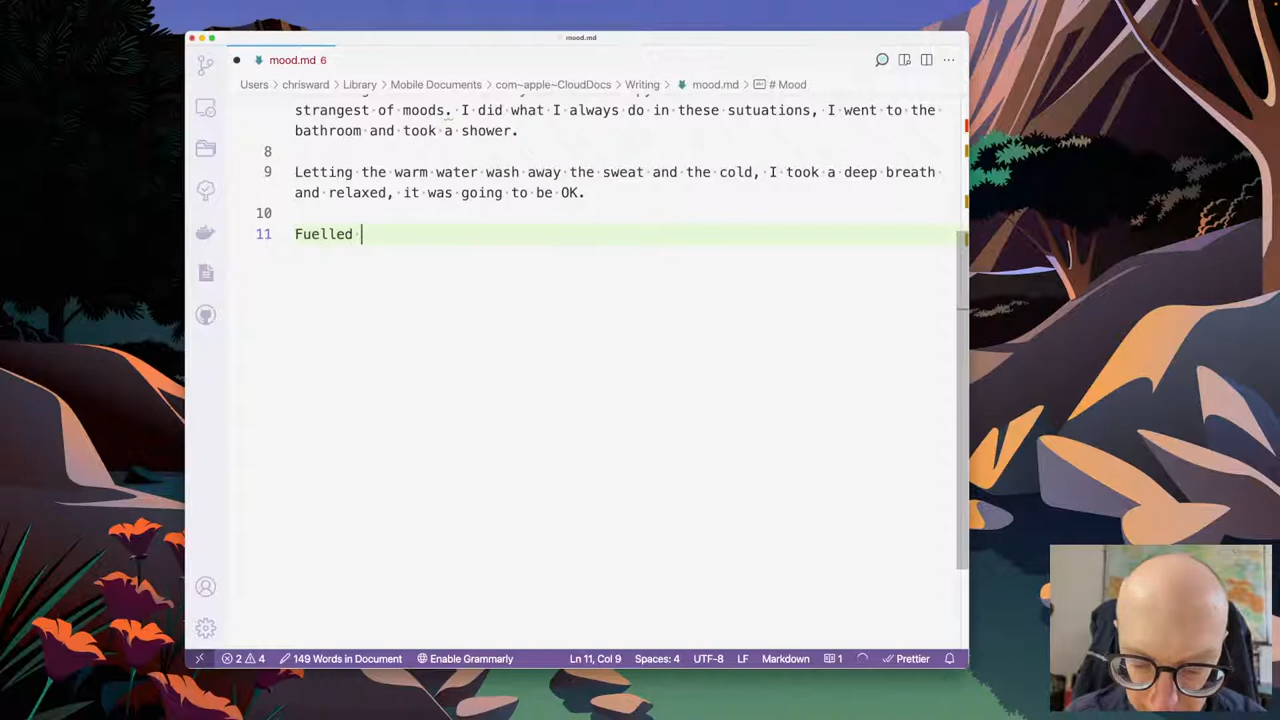 mood.md
mood.md 6
Users > chrisward > Library > Mobile Documents > com~apple~CloudDocs > Writing > mood.md > # Mood
strangest of moods. I did what I always do in these sutuations, I went to the
bathroom and took a shower.
8
9 Letting the warm water wash away the sweat and the cold, I took a deep breath
and relaxed, it was going to be OK.
10
11 Fuelled
2 4 149 Words in Document Enable Grammarly Ln 11, Col 9 Spaces: 4 UTF-8 LF Markdown 1 Prettier